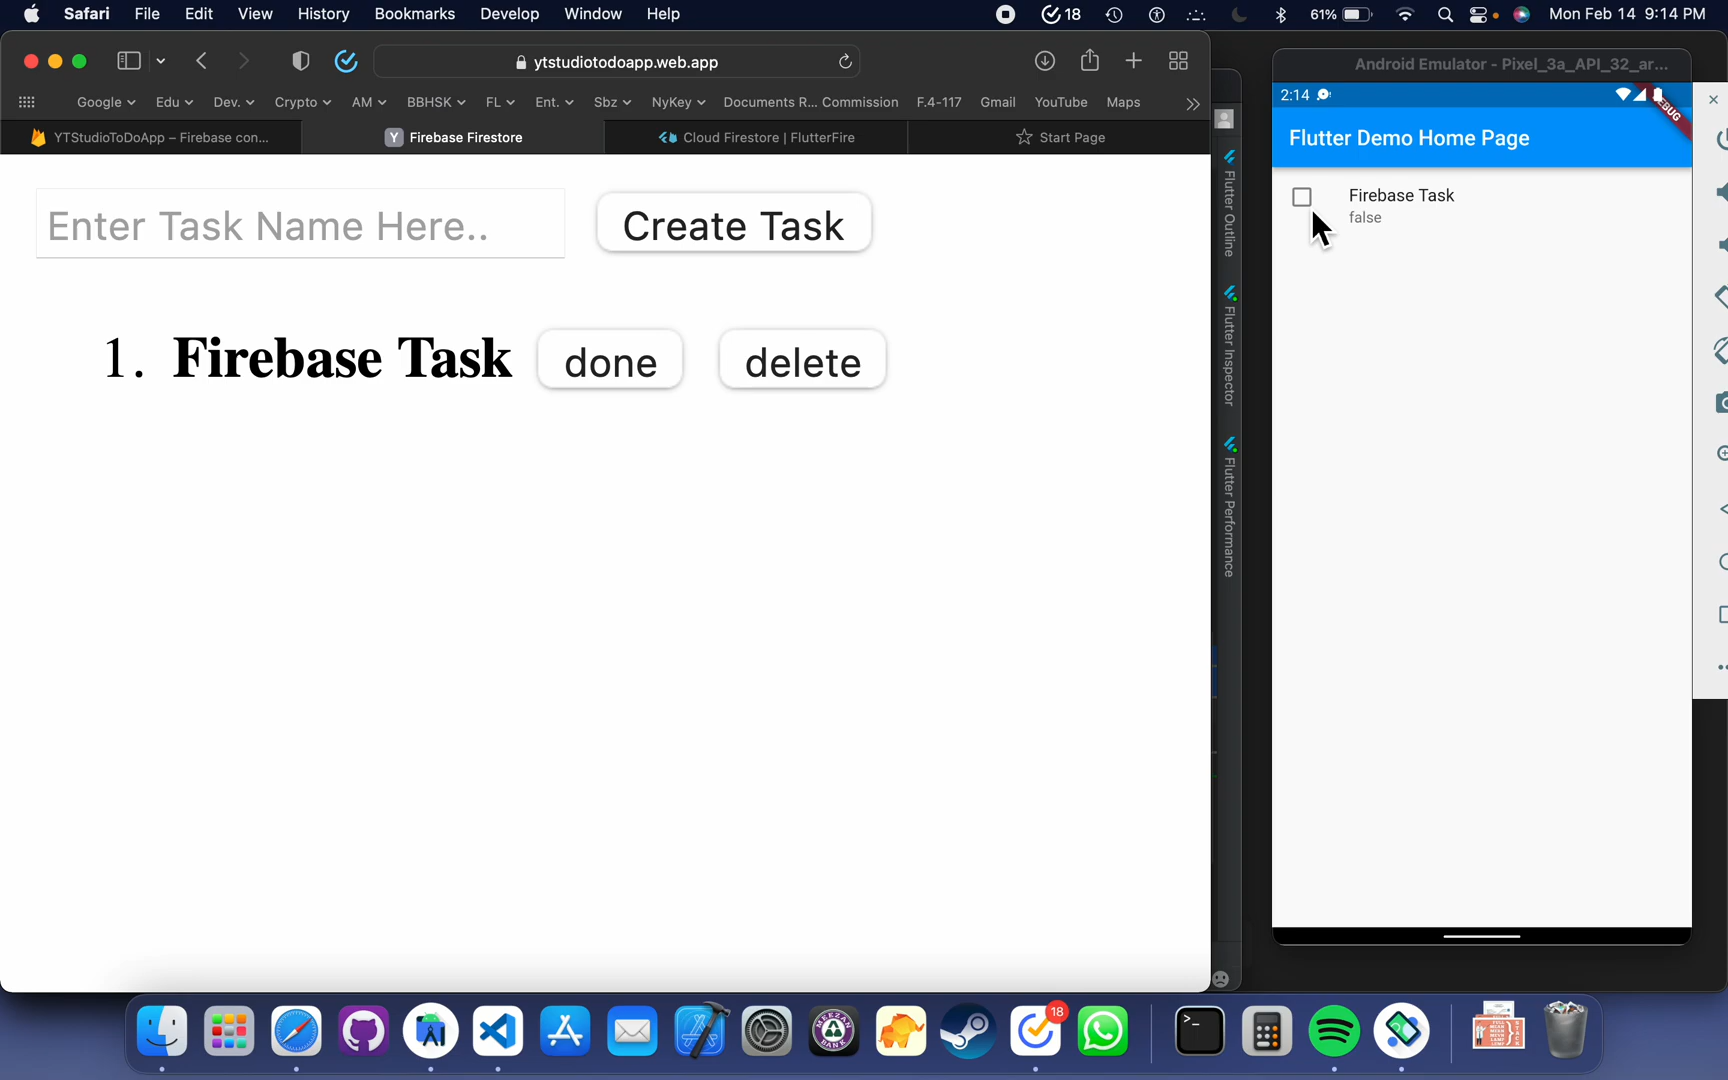 Safari File Edit View History Bookmarks Develop Window Help 18 61% Mon Feb 14 9:14 PM
ytstudiotodoapp.web.app
Google Edu Dev. Crypto AM BBHSK FL Ent. Sbz NyKey Documents R... Commission F.4-117 Gmail YouTube Maps
YTStudioToDoApp – Firebase con... Y Firebase Firestore Cloud Firestore | FlutterFire Start Page
Enter Task Name Here.. Create Task
1. Firebase Task done delete
Flutter Outline
Flutter Inspector
Flutter Performance
Android Emulator - Pixel_3a_API_32_ar...
2:14
Flutter Demo Home Page
Firebase Task
false
MEEZAN
BANK
18